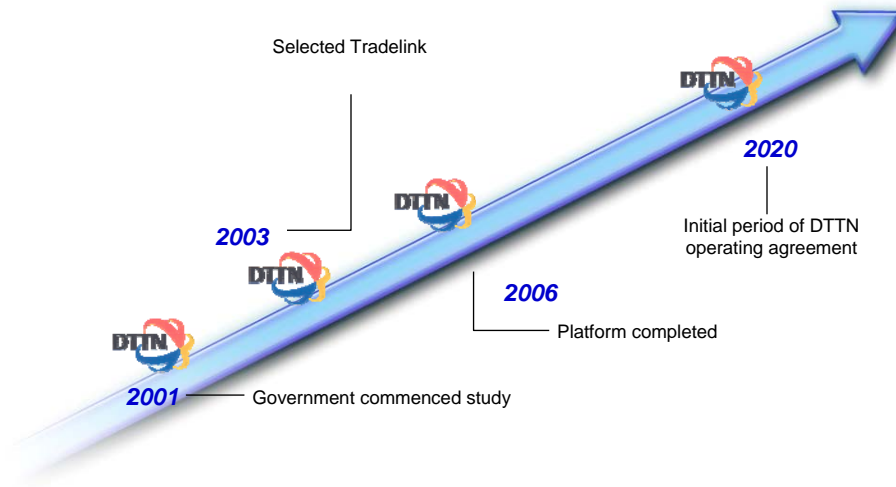 Selected Tradelink
DTTN
2020
Initial period of DTTN
operating agreement
DTTN
2003
DTTN
2006
Platform completed
DTTN
2001
Government commenced study